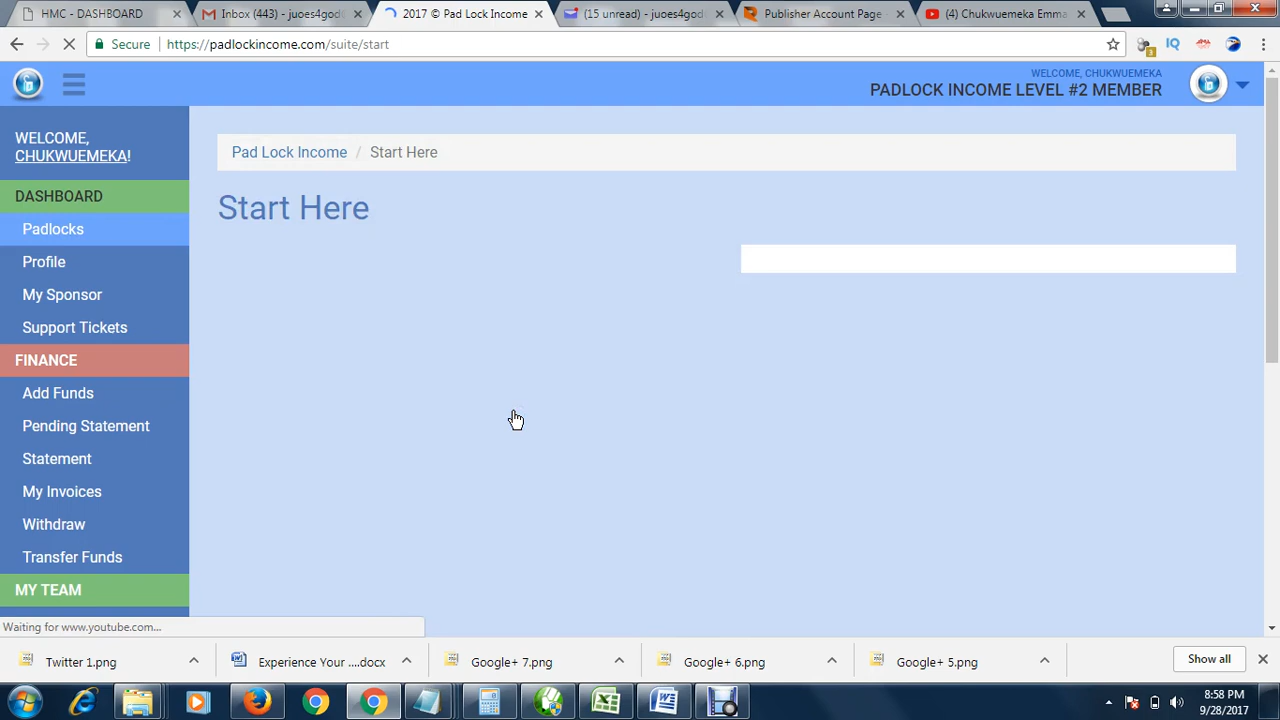 HMC - DASHBOARD
Inbox (443) - juoes4god
2017 © Pad Lock Income
(15 unread) - juoes4god
Publisher Account Page
(4) Chukwuemeka Emma
Secure
https://padlockincome.com/suite/start
3
IQ
WELCOME, CHUKWUEMEKA
PADLOCK INCOME LEVEL #2 MEMBER
WELCOME,
CHUKWUEMEKA!
Pad Lock Income / Start Here
Start Here
DASHBOARD
Padlocks
Profile
My Sponsor
Support Tickets
FINANCE
Add Funds
Pending Statement
Statement
My Invoices
Withdraw
Transfer Funds
MY TEAM
Waiting for www.youtube.com...
Twitter 1.png
Experience Your ....docx
Google+ 7.png
Google+ 6.png
Google+ 5.png
Show all
8:58 PM
9/28/2017